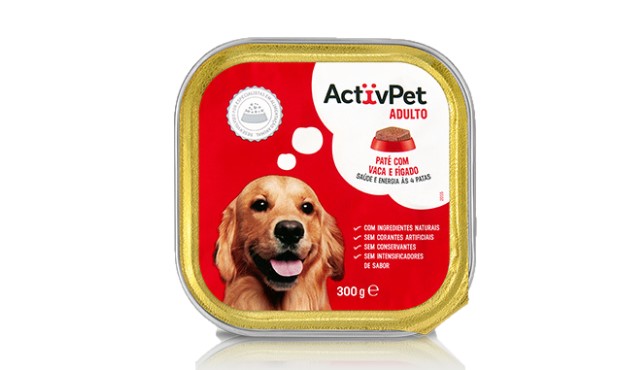 ActiivPet
ADULTO
PATÉ COM
VACA E FÍGADO
SAÚDE E ENERGIA ÀS 4 PATAS
COM INGREDIENTES NATURAIS
SEM CORANTES ARTIFICIAIS
SEM CONSERVANTES
SEM INTENSIFICADORES
DE SABOR
300 g ℮